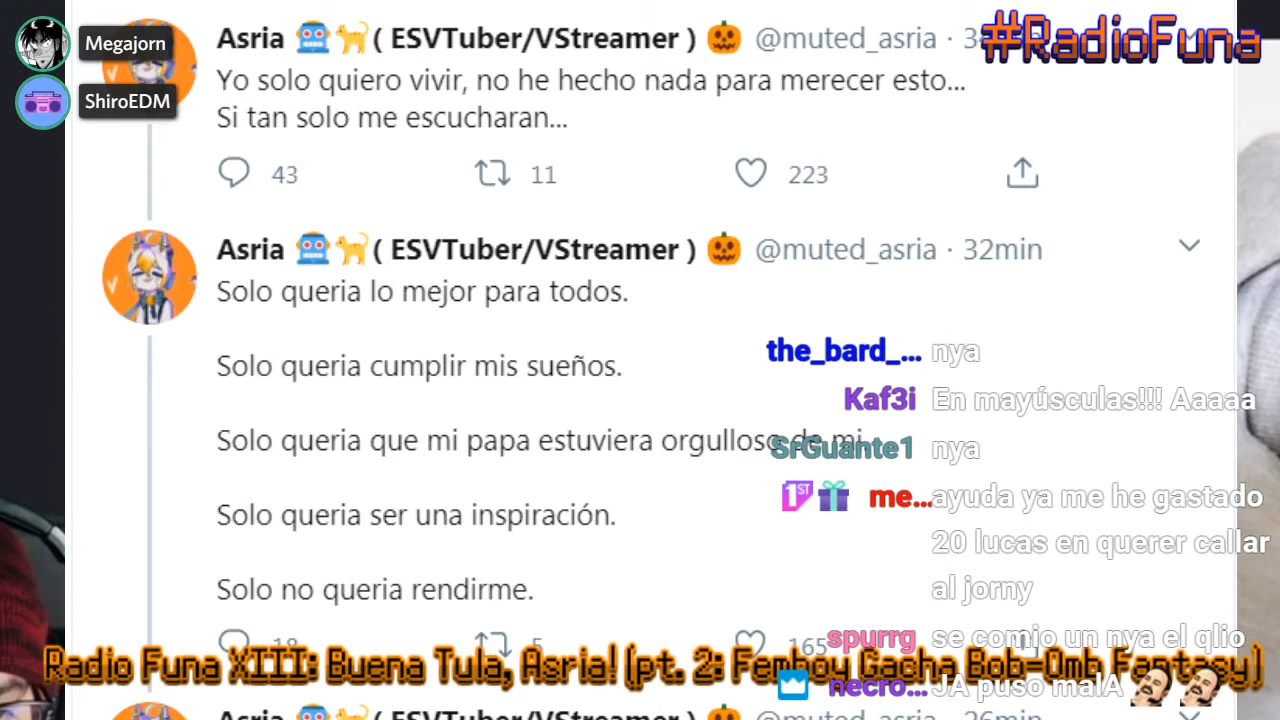 Megajorn
ShiroEDM
#RadioFuna
Asria ( ESVTuber/VStreamer ) @muted_asria ·
Yo solo quiero vivir, no he hecho nada para merecer esto...
Si tan solo me escucharan...
43 11 223
Asria ( ESVTuber/VStreamer ) @muted_asria · 32min
Solo queria lo mejor para todos.
Solo queria cumplir mis sueños.
Solo queria que mi papa estuviera orgulloso de mi.
Solo queria ser una inspiración.
Solo no queria rendirme.
18 5 165
the_bard_... nya
Kaf3i En mayúsculas!!! Aaaaa
SrGuante1 nya
1ST me... ayuda ya me he gastado
20 lucas en querer callar
al jorny
spurrg se comio un nya el qlio
necro... JA puso malA
Radio Funa XIII: Buena Tula, Asria! (pt. 2: Femboy Gacha Bob-Omb Fantasy)
Asria ( ESVTuber/VStreamer ) @muted_asria · 26min